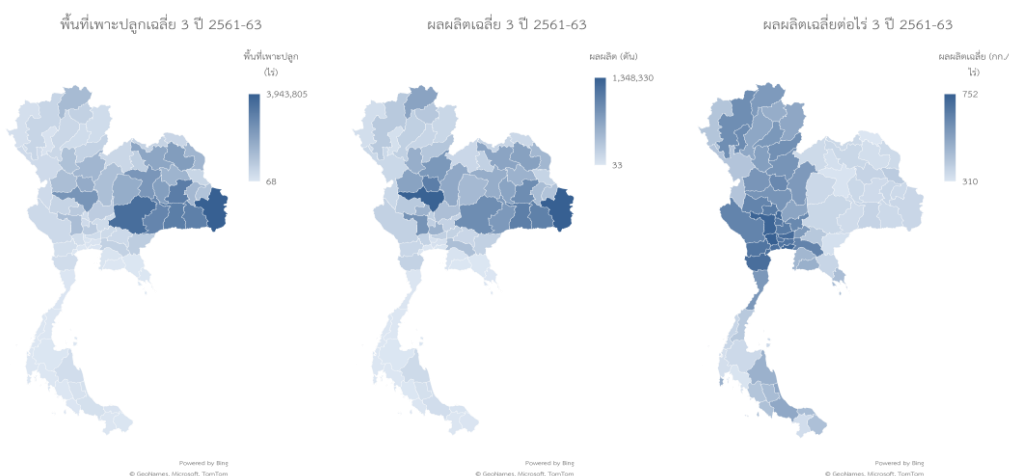 พื้นที่เพาะปลูกเฉลี่ย 3 ปี 2561-63
พื้นที่เพาะปลูก
(ไร่)
3,943,805
68
Powered by Bing
© GeoNames, Microsoft, TomTom
ผลผลิตเฉลี่ย 3 ปี 2561-63
ผลผลิต (ตัน)
1,348,330
33
Powered by Bing
© GeoNames, Microsoft, TomTom
ผลผลิตเฉลี่ยต่อไร่ 3 ปี 2561-63
ผลผลิตเฉลี่ย (กก./
ไร่)
752
310
Powered by Bing
© GeoNames, Microsoft, TomTom